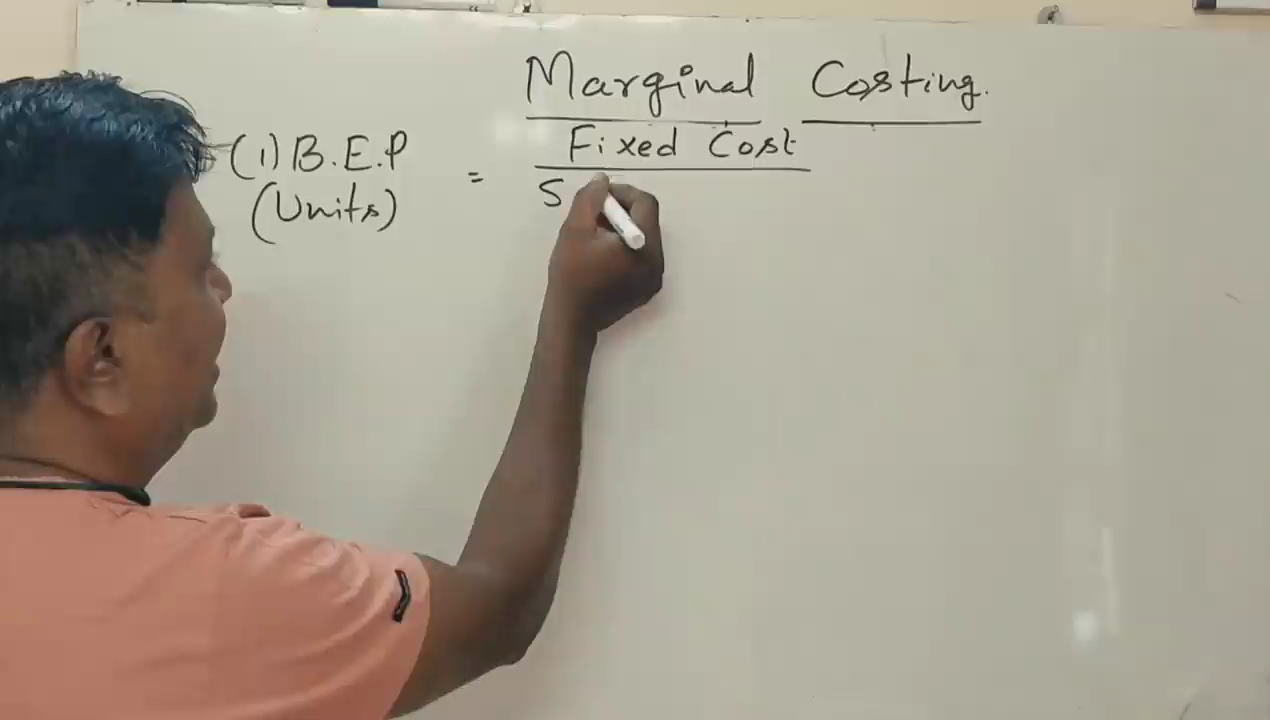 Marginal Costing.
(1) B.E.P = Fixed Cost
(Units) S